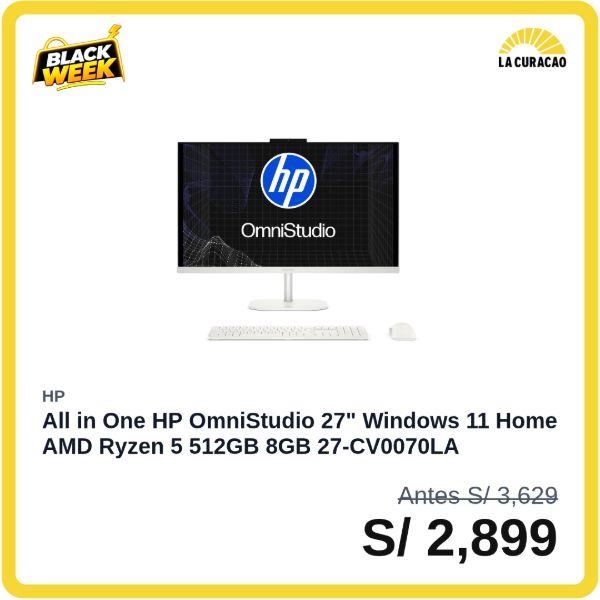 BLACK
WEEK
LA CURACAO
hp
OmniStudio
HP
All in One HP OmniStudio 27" Windows 11 Home
AMD Ryzen 5 512GB 8GB 27-CV0070LA
Antes S/ 3,629
S/ 2,899